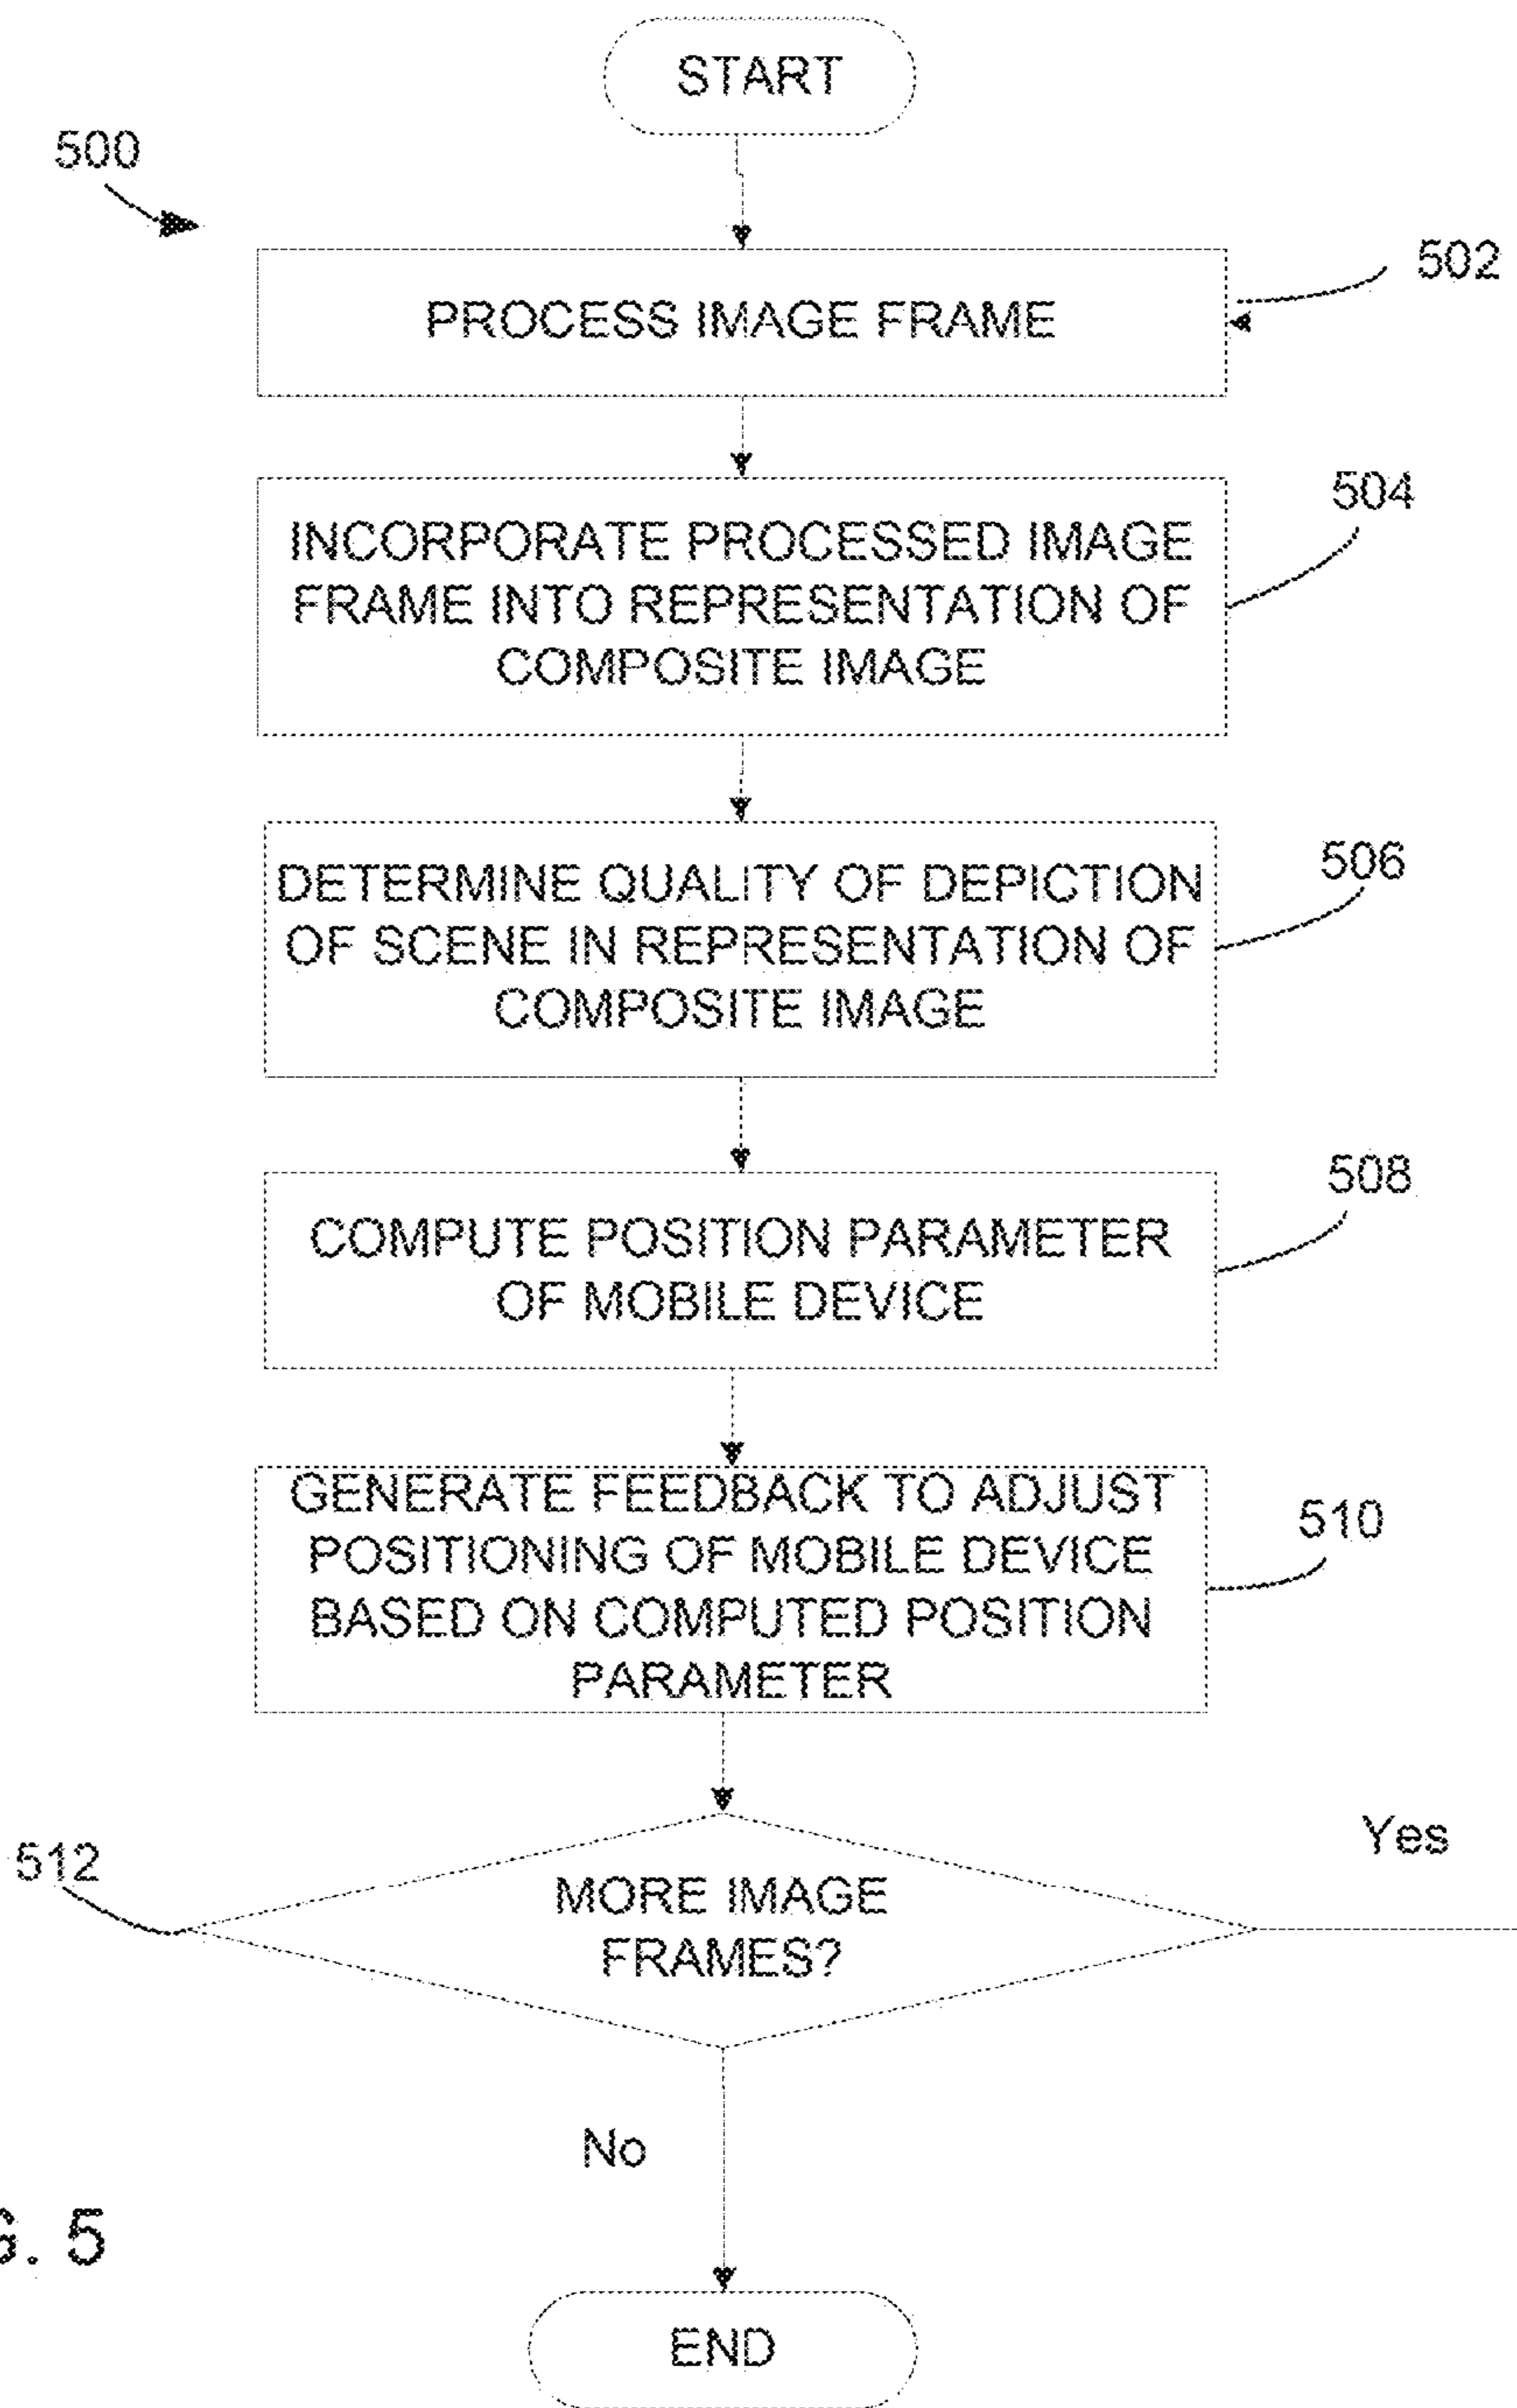 START
500
502
PROCESS IMAGE FRAME
504
INCORPORATE PROCESSED IMAGE
FRAME INTO REPRESENTATION OF
COMPOSITE IMAGE
506
DETERMINE QUALITY OF DEPICTION
OF SCENE IN REPRESENTATION OF
COMPOSITE IMAGE
508
COMPUTE POSITION PARAMETER
OF MOBILE DEVICE
510
GENERATE FEEDBACK TO ADJUST
POSITIONING OF MOBILE DEVICE
BASED ON COMPUTED POSITION
PARAMETER
512
Yes
MORE IMAGE
FRAMES?
No
G. 5
END